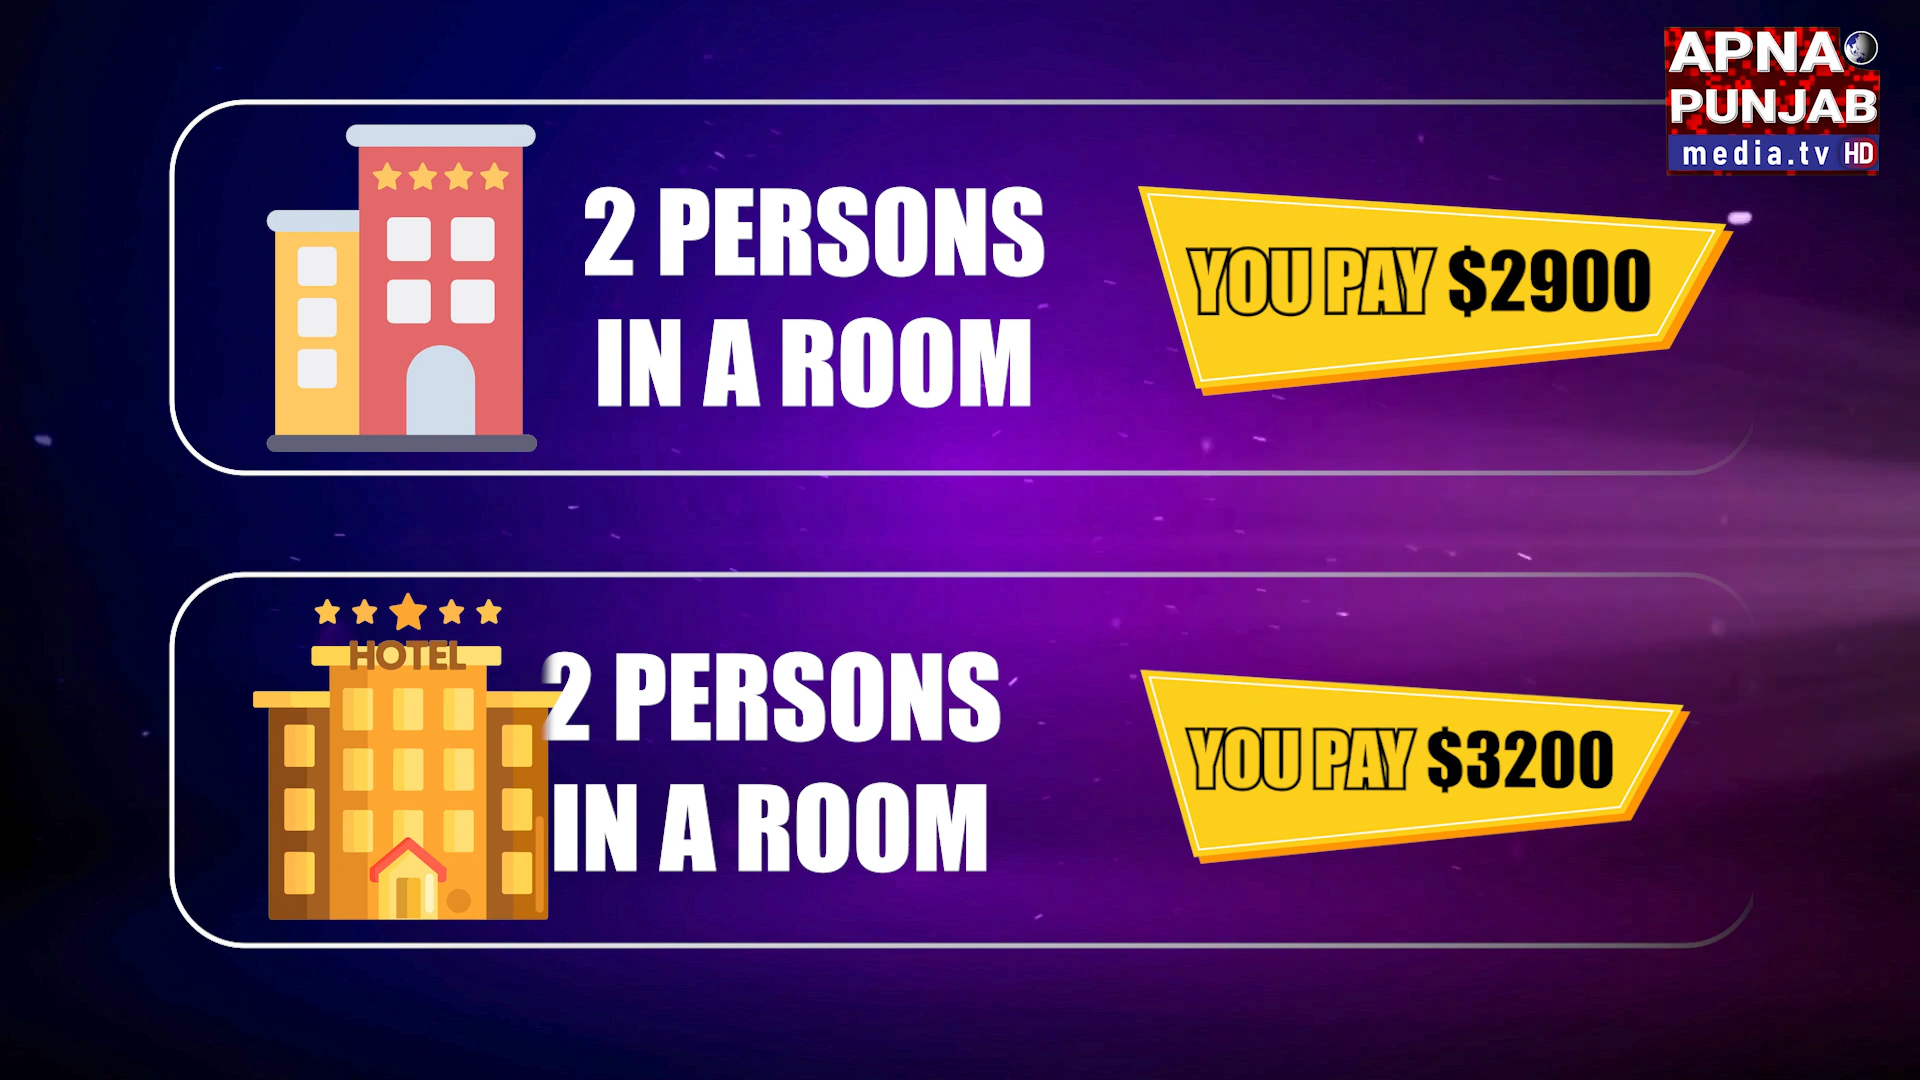 APNA
PUNJAB
media.tv HD
2 PERSONS
IN A ROOM
YOU PAY $2900
HOTEL
2 PERSONS
IN A ROOM
YOU PAY $3200